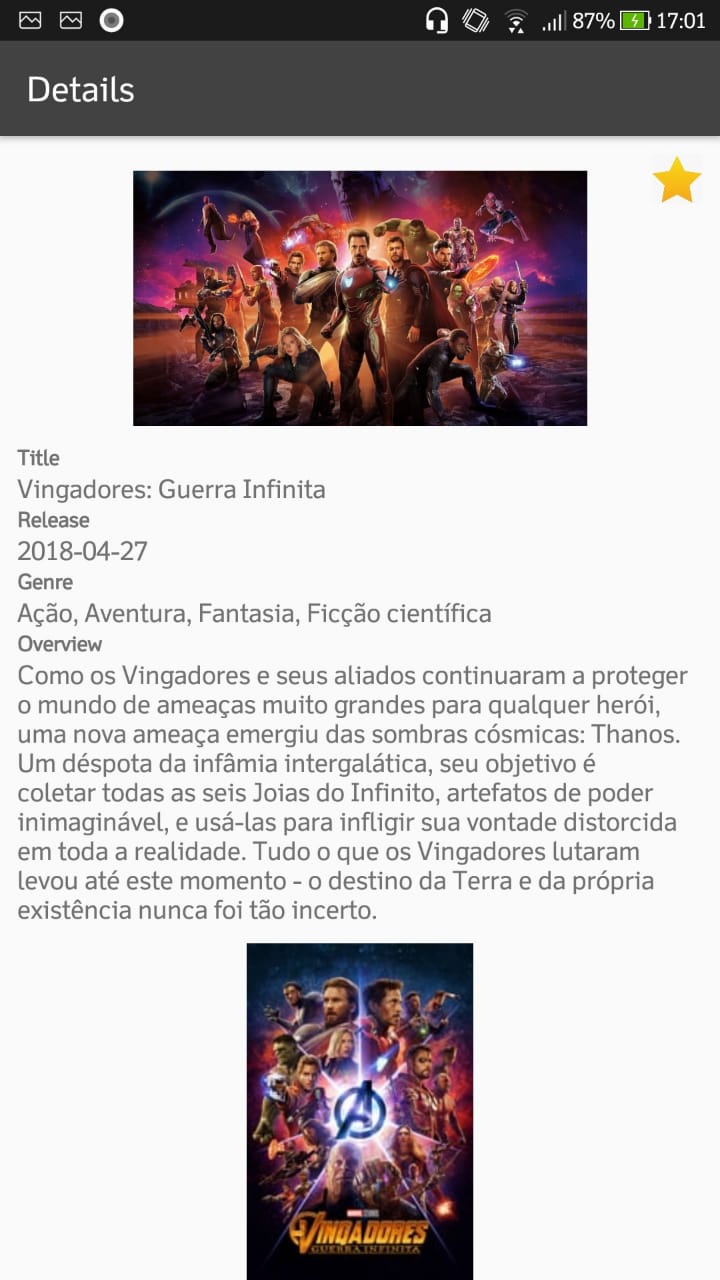 87% 17:01
Details
Title
Vingadores: Guerra Infinita
Release
2018-04-27
Genre
Ação, Aventura, Fantasia, Ficção científica
Overview
Como os Vingadores e seus aliados continuaram a proteger
o mundo de ameaças muito grandes para qualquer herói,
uma nova ameaça emergiu das sombras cósmicas: Thanos.
Um déspota da infâmia intergalática, seu objetivo é
coletar todas as seis Joias do Infinito, artefatos de poder
inimaginável, e usá-las para infligir sua vontade distorcida
em toda a realidade. Tudo o que os Vingadores lutaram
levou até este momento - o destino da Terra e da própria
existência nunca foi tão incerto.
MARVEL STUDIOS
VINGADORES
GUERRA INFINITA